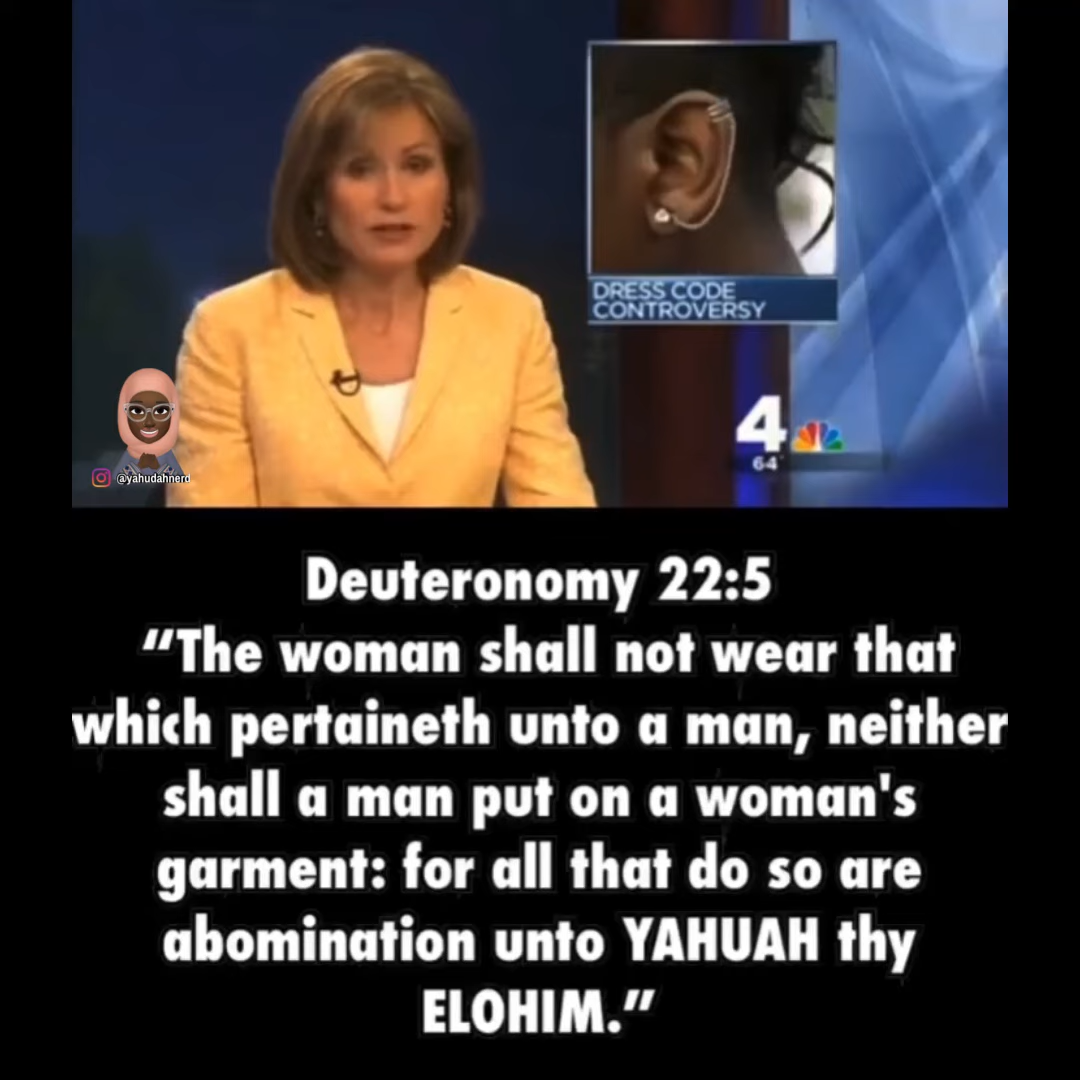 DRESS CODE
CONTROVERSY
4
64
@yahudahnerd
Deuteronomy 22:5
“The woman shall not wear that
which pertaineth unto a man, neither
shall a man put on a woman's
garment: for all that do so are
abomination unto YAHUAH thy
ELOHIM.”